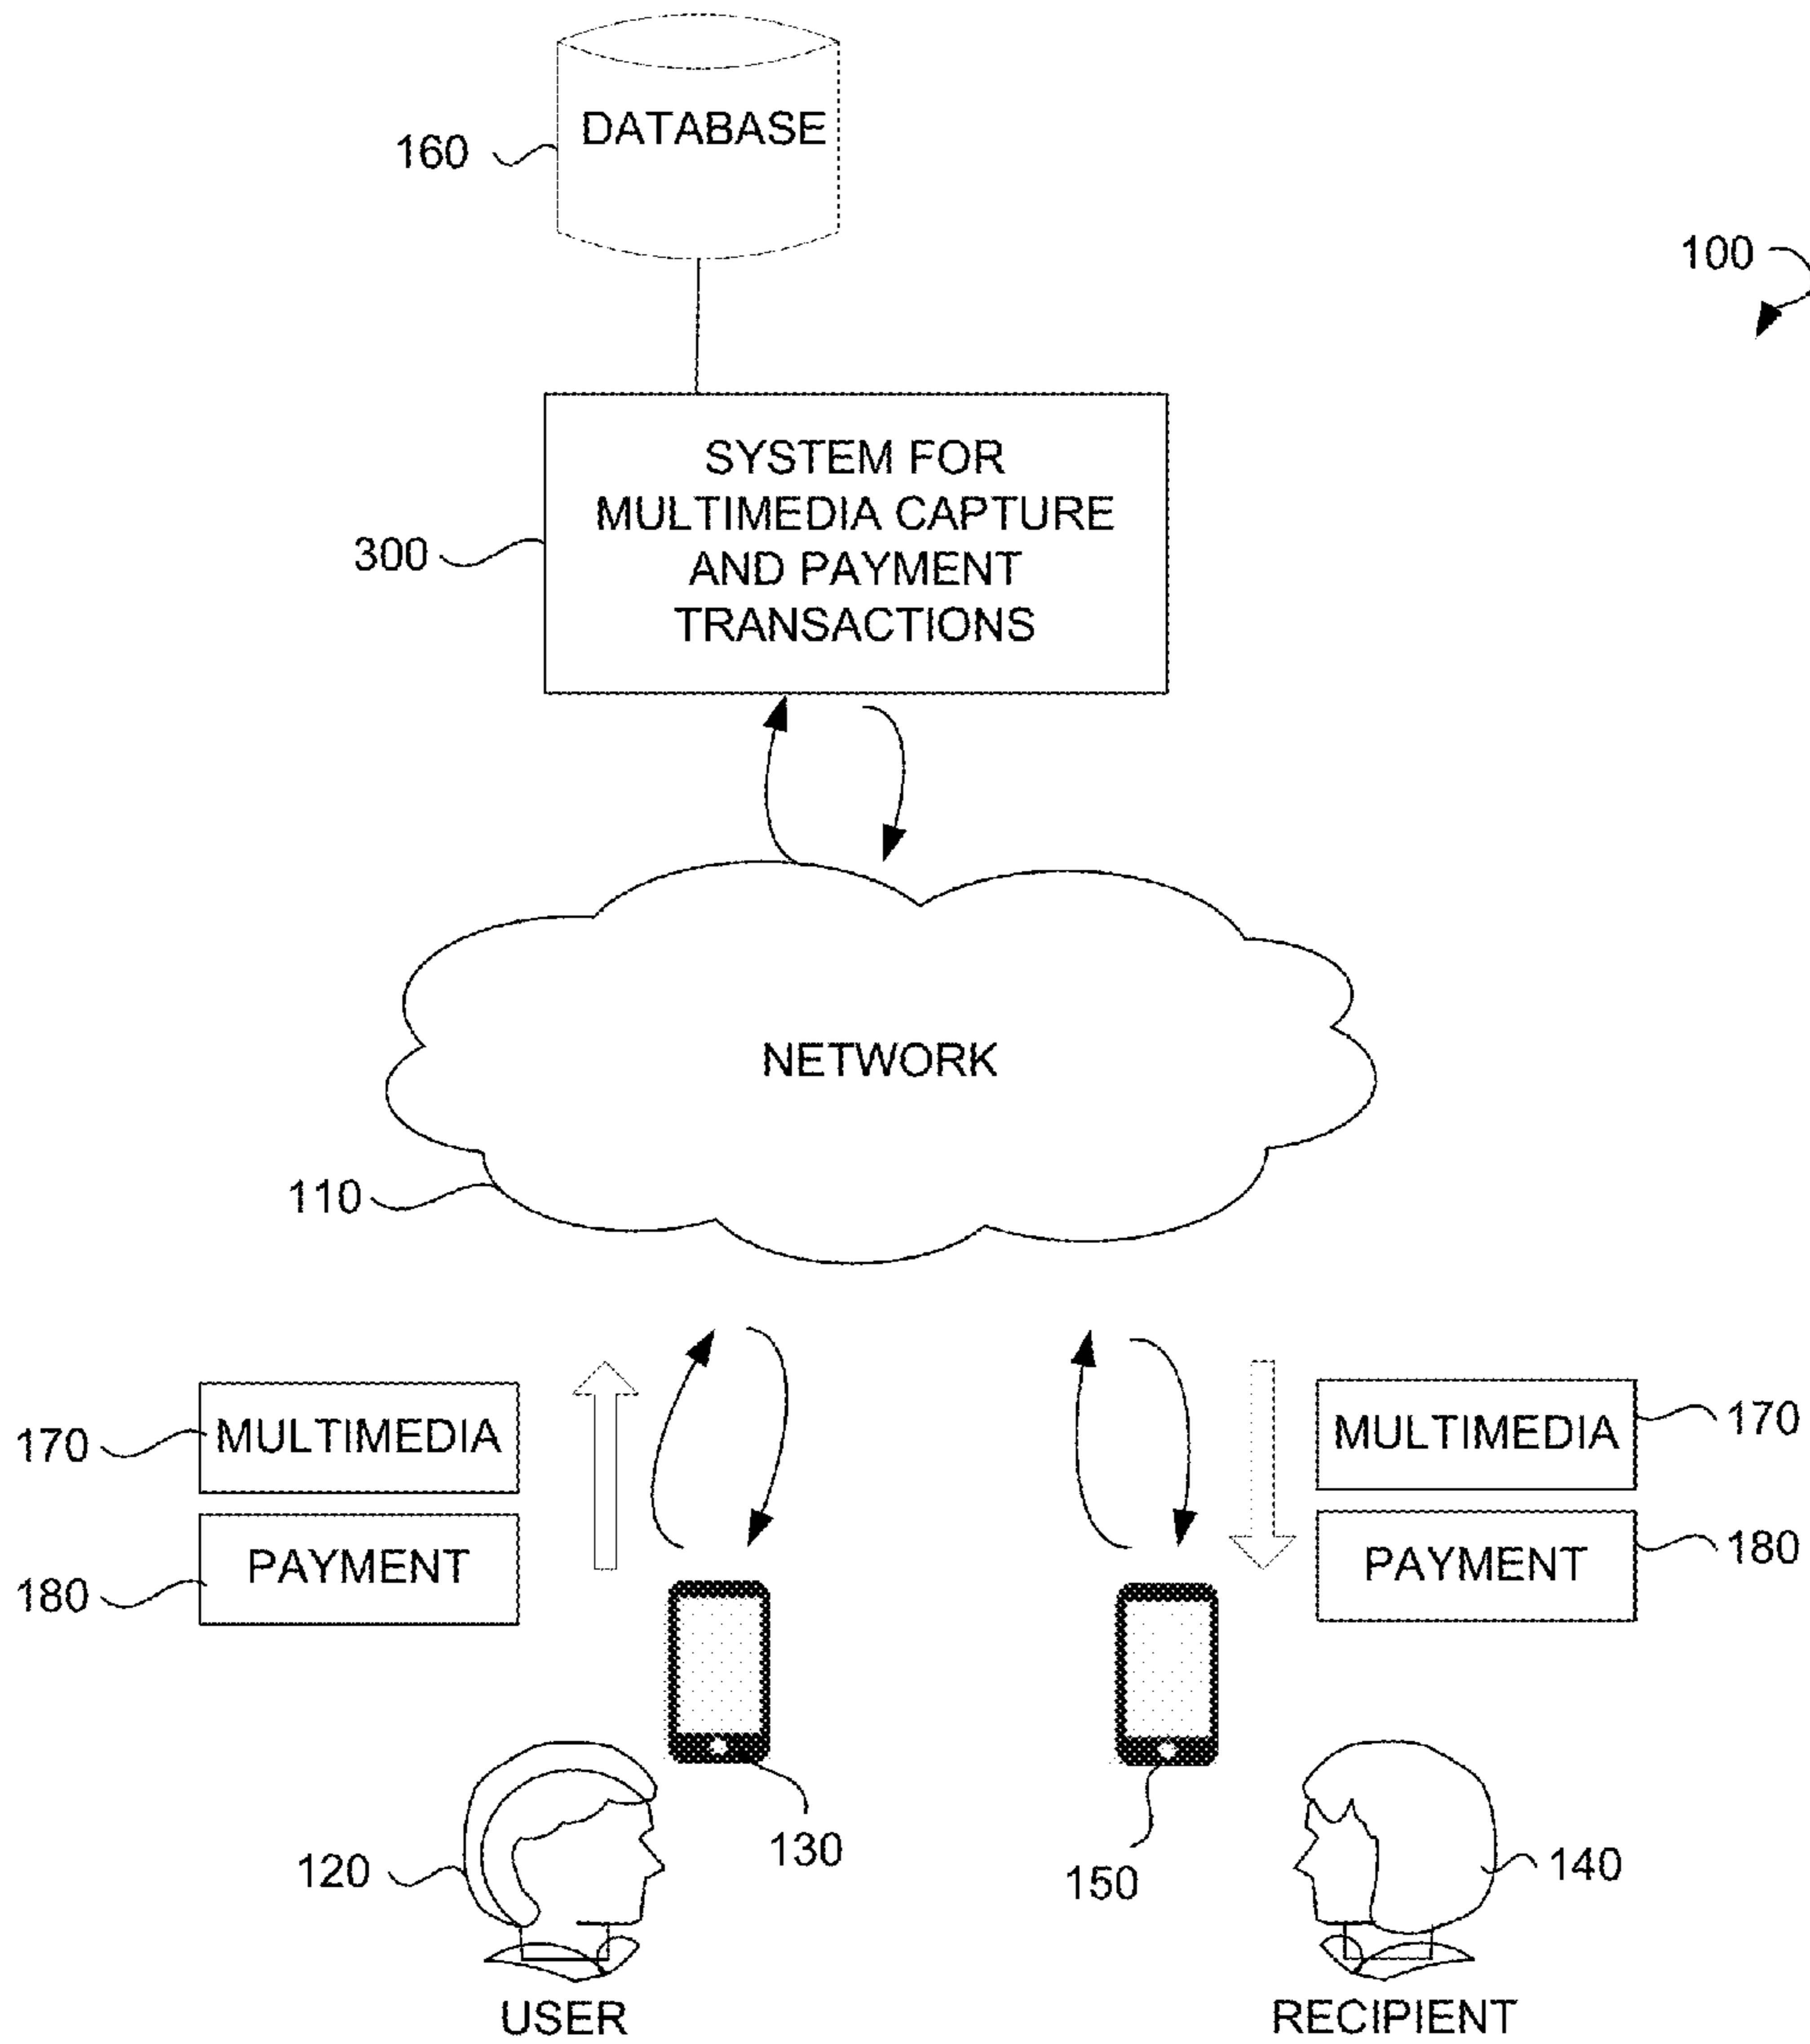 DATABASE
160
100
SYSTEM FOR
MULTIMEDIA CAPTURE
AND PAYMENT
TRANSACTIONS
300
NETWORK
110
170
MULTIMEDIA
MULTIMEDIA
170
180
PAYMENT
PAYMENT
180
120
130
150
140
USER
RECIPIENT